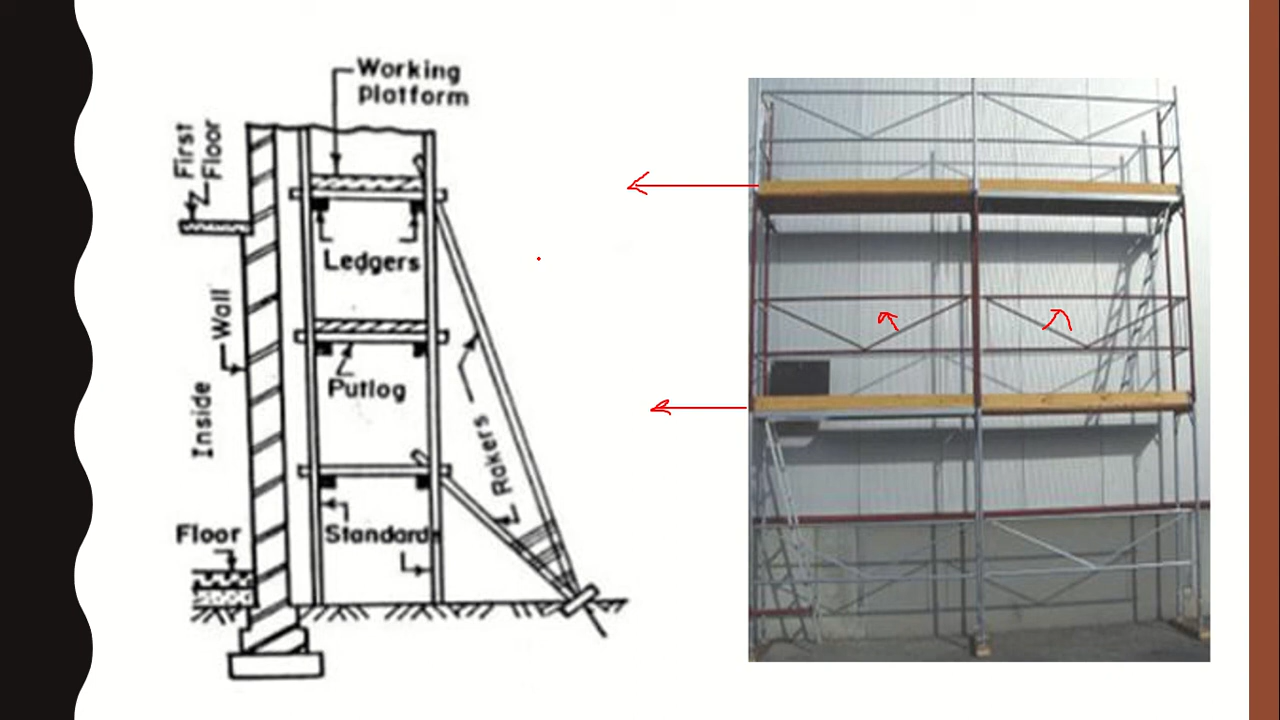 Working
platform
First
Floor
Ledgers
Wall
Putlog
Inside
Rakers
Floor
Standard